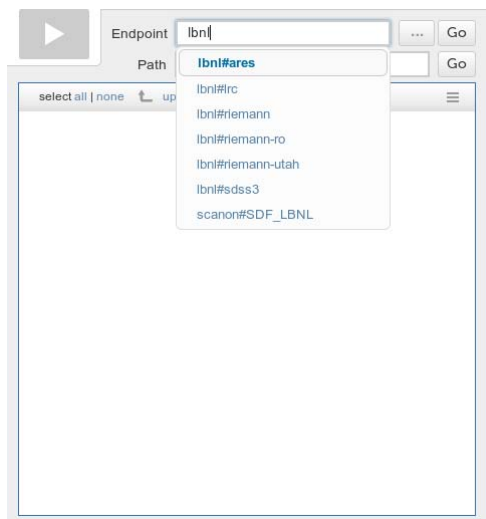 Endpoint lbnl ... Go
Path Go
lbnl#ares
select all | none up
lbnl#lrc
lbnl#riemann
lbnl#riemann-ro
lbnl#riemann-utah
lbnl#sdss3
scanon#SDF_LBNL